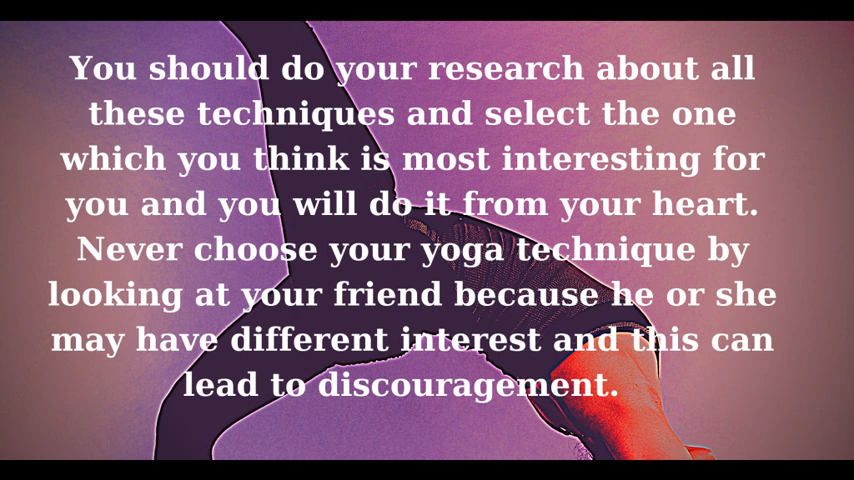 You should do your research about all
these techniques and select the one
which you think is most interesting for
you and you will do it from your heart.
Never choose your yoga technique by
looking at your friend because he or she
may have different interest and this can
lead to discouragement.